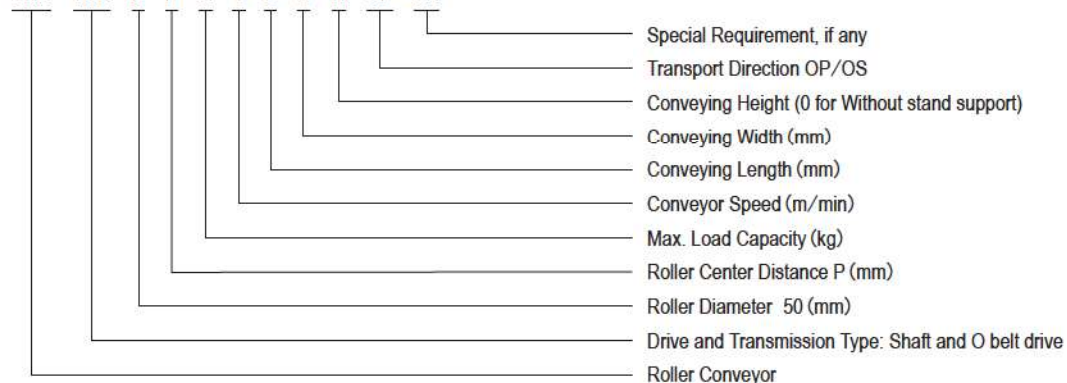 Special Requirement, if any
Transport Direction OP/OS
Conveying Height (0 for Without stand support)
Conveying Width (mm)
Conveying Length (mm)
Conveyor Speed (m/min)
Max. Load Capacity (kg)
Roller Center Distance P (mm)
Roller Diameter 50 (mm)
Drive and Transmission Type: Shaft and O belt drive
Roller Conveyor